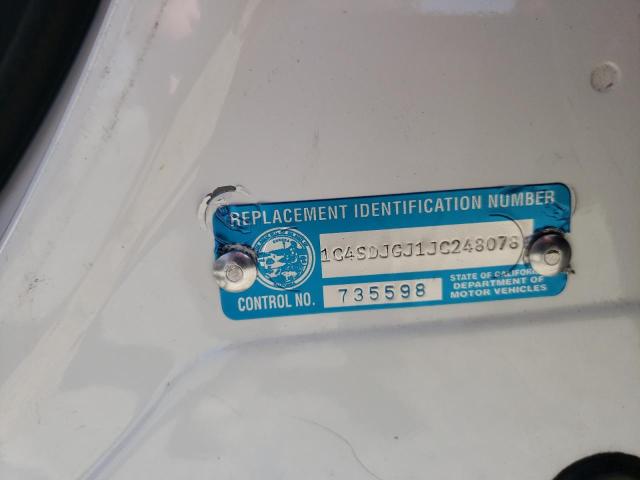 REPLACEMENT IDENTIFICATION NUMBER
1C4SDJGJ1JC248078
CONTROL NO. 735598
STATE OF CALIFORNIA
DEPARTMENT OF
MOTOR VEHICLES